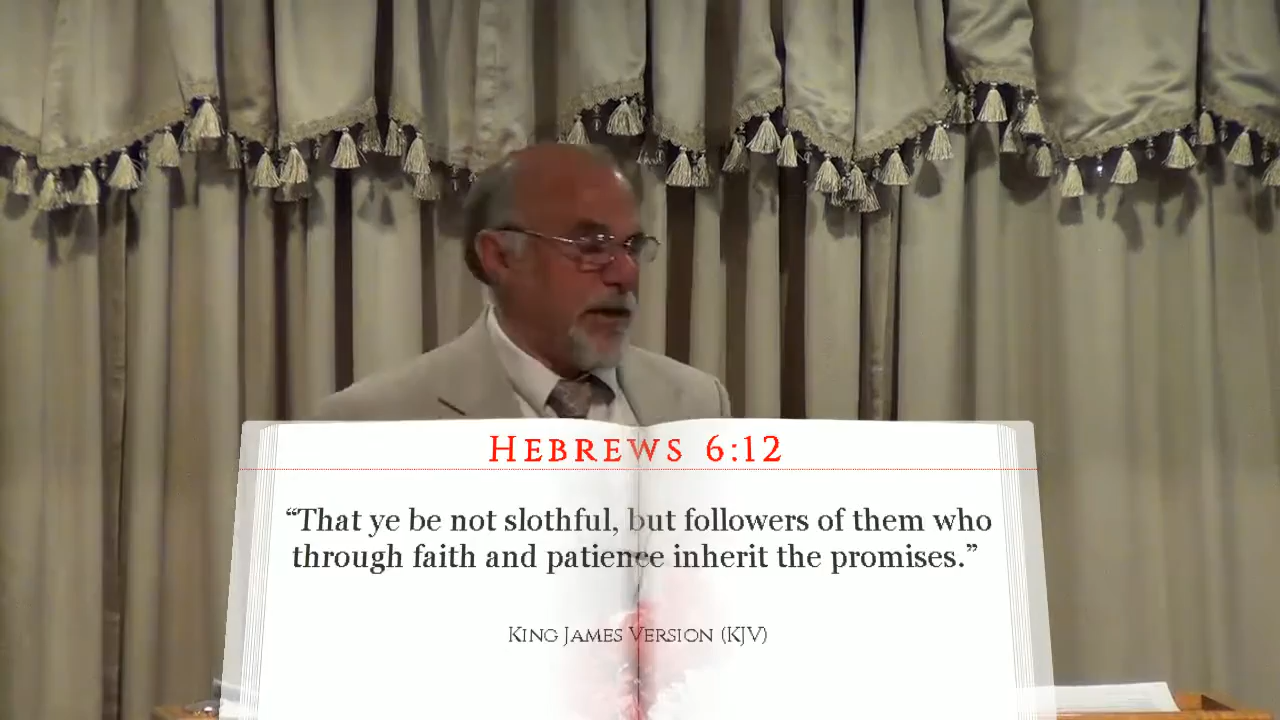 Hebrews 6:12
“That ye be not slothful, but followers of them who
through faith and patience inherit the promises.”
King James Version (KJV)